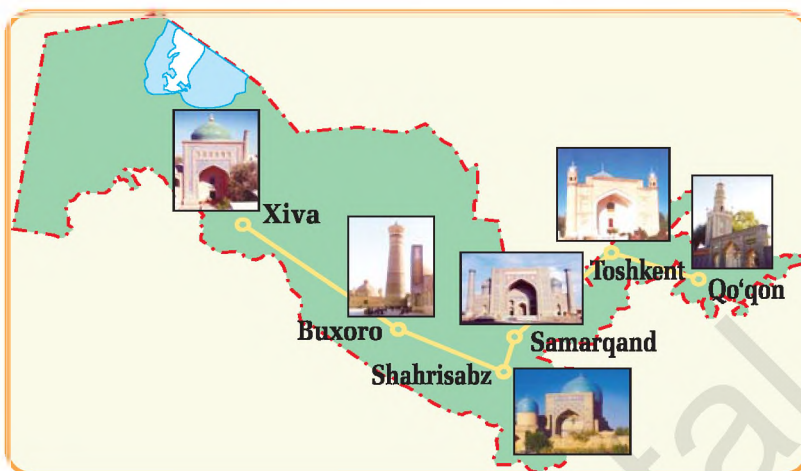 Xiva
Toshkent
Qo‘qon
Buxoro
Samarqand
Shahrisabz